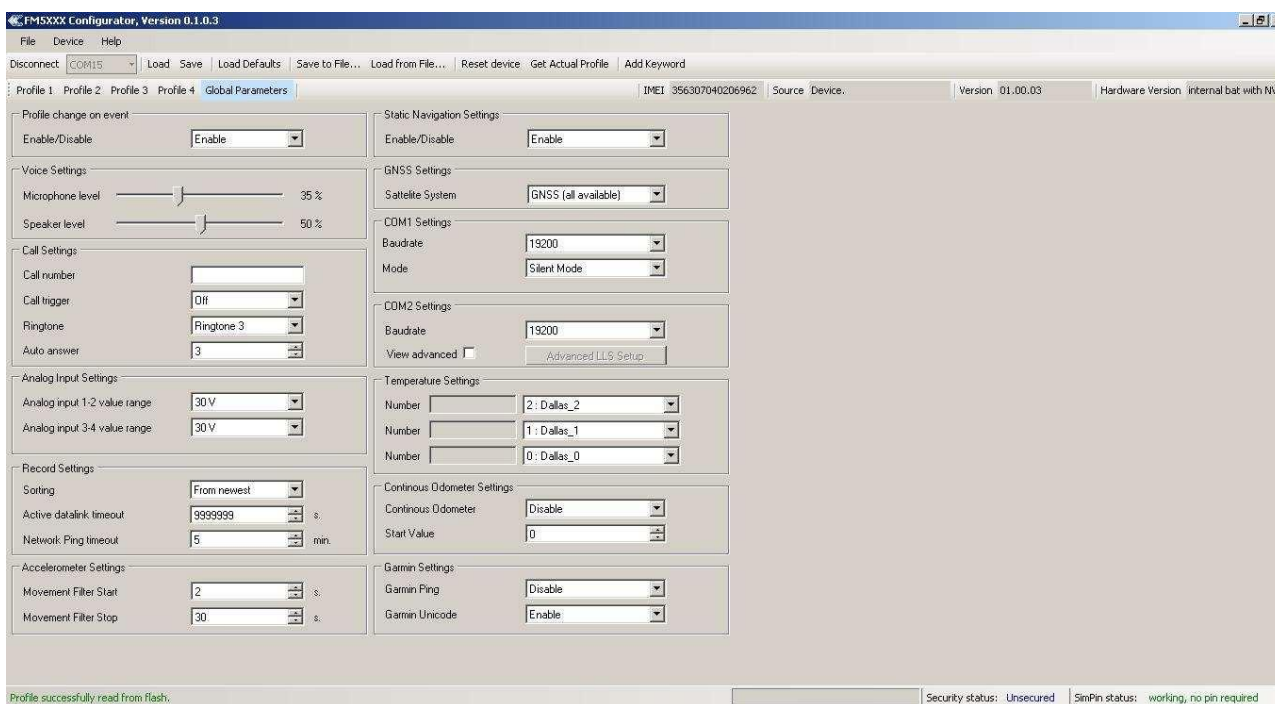 FM5XXX Configurator, Version 0.1.0.3
File Device Help
Disconnect COM15 Load Save Load Defaults Save to File... Load from File... Reset device Get Actual Profile Add Keyword
Profile 1 Profile 2 Profile 3 Profile 4 Global Parameters IMEI 356307040206962 Source Device. Version 01.00.03 Hardware Version internal bat with
Profile change on event
Enable/Disable Enable
Voice Settings
Microphone level 35 %
Speaker level 50 %
Call Settings
Call number
Call trigger Off
Ringtone Ringtone 3
Auto answer 3
Analog Input Settings
Analog input 1-2 value range 30 V
Analog input 3-4 value range 30 V
Record Settings
Sorting From newest
Active datalink timeout 9999999 s.
Network Ping timeout 5 min.
Accelerometer Settings
Movement Filter Start 2 s.
Movement Filter Stop 30 s.
Static Navigation Settings
Enable/Disable Enable
GNSS Settings
Sattelite System GNSS (all available)
COM1 Settings
Baudrate 19200
Mode Silent Mode
COM2 Settings
Baudrate 19200
View advanced Advanced LLS Setup
Temperature Settings
Number 2 : Dallas_2
Number 1 : Dallas_1
Number 0 : Dallas_0
Continous Odometer Settings
Continous Odometer Disable
Start Value 0
Garmin Settings
Garmin Ping Disable
Garmin Unicode Enable
Profile successfully read from flash. Security status: Unsecured SimPin status: working, no pin required